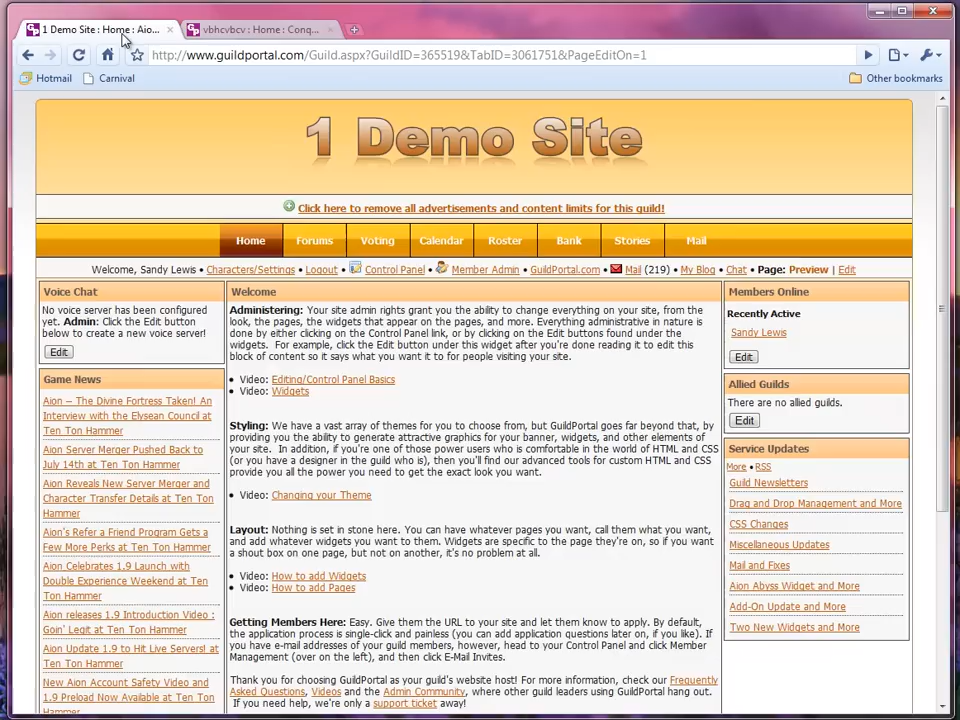 1 Demo Site : Home : Aio...
vbhcvbcv : Home : Conq...
http://www.guildportal.com/Guild.aspx?GuildID=365519&TabID=3061751&PageEditOn=1
Hotmail Carnival Other bookmarks
1 Demo Site
Click here to remove all advertisements and content limits for this guild!
Home Forums Voting Calendar Roster Bank Stories Mail
Welcome, Sandy Lewis • Characters/Settings • Logout • Control Panel • Member Admin • GuildPortal.com • Mail (219) • My Blog • Chat • Page: Preview | Edit
Voice Chat
No voice server has been configured
yet. Admin: Click the Edit button
below to create a new voice server!
Edit
Game News
Aion – The Divine Fortress Taken! An
Interview with the Elysean Council at
Ten Ton Hammer
Aion Server Merger Pushed Back to
July 14th at Ten Ton Hammer
Aion Reveals New Server Merger and
Character Transfer Details at Ten Ton
Hammer
Aion's Refer a Friend Program Gets a
Few More Perks at Ten Ton Hammer
Aion Celebrates 1.9 Launch with
Double Experience Weekend at Ten
Ton Hammer
Aion releases 1.9 Introduction Video :
Goin' Legit at Ten Ton Hammer
Aion Update 1.9 to Hit Live Servers! at
Ten Ton Hammer
New Aion Account Safety Video and
1.9 Preload Now Available at Ten Ton
Hammer
Welcome
Administering: Your site admin rights grant you the ability to change everything on your site, from the
look, the pages, the widgets that appear on the pages, and more. Everything administrative in nature is
done by either clicking on the Control Panel link, or by clicking on the Edit buttons found under the
widgets. For example, click the Edit button under this widget after you're done reading it to edit this
block of content so it says what you want it to for people visiting your site.
• Video: Editing/Control Panel Basics
• Video: Widgets
Styling: We have a vast array of themes for you to choose from, but GuildPortal goes far beyond that, by
providing you the ability to generate attractive graphics for your banner, widgets, and other elements of
your site. In addition, if you're one of those power users who is comfortable in the world of HTML and CSS
(or you have a designer in the guild who is), then you'll find our advanced tools for custom HTML and CSS
provide you all the power you need to get the exact look you want.
• Video: Changing your Theme
Layout: Nothing is set in stone here. You can have whatever pages you want, call them what you want,
and add whatever widgets you want to them. Widgets are specific to the page they're on, so if you want
a shout box on one page, but not on another, it's no problem at all.
• Video: How to add Widgets
• Video: How to add Pages
Getting Members Here: Easy. Give them the URL to your site and let them know to apply. By default,
the application process is single-click and painless (you can add application questions later on, if you like). If
you have e-mail addresses of your guild members, however, head to your Control Panel and click Member
Management (over on the left), and then click E-Mail Invites.
Thank you for choosing GuildPortal as your guild's website host! For more information, check our Frequently
Asked Questions, Videos and the Admin Community, where other guild leaders using GuildPortal hang out.
If you need help, we're only a support ticket away!
Members Online
Recently Active
Sandy Lewis
Edit
Allied Guilds
There are no allied guilds.
Edit
Service Updates
More • RSS
Guild Newsletters
Drag and Drop Management and More
CSS Changes
Miscellaneous Updates
Mail and Fixes
Aion Abyss Widget and More
Add-On Update and More
Two New Widgets and More